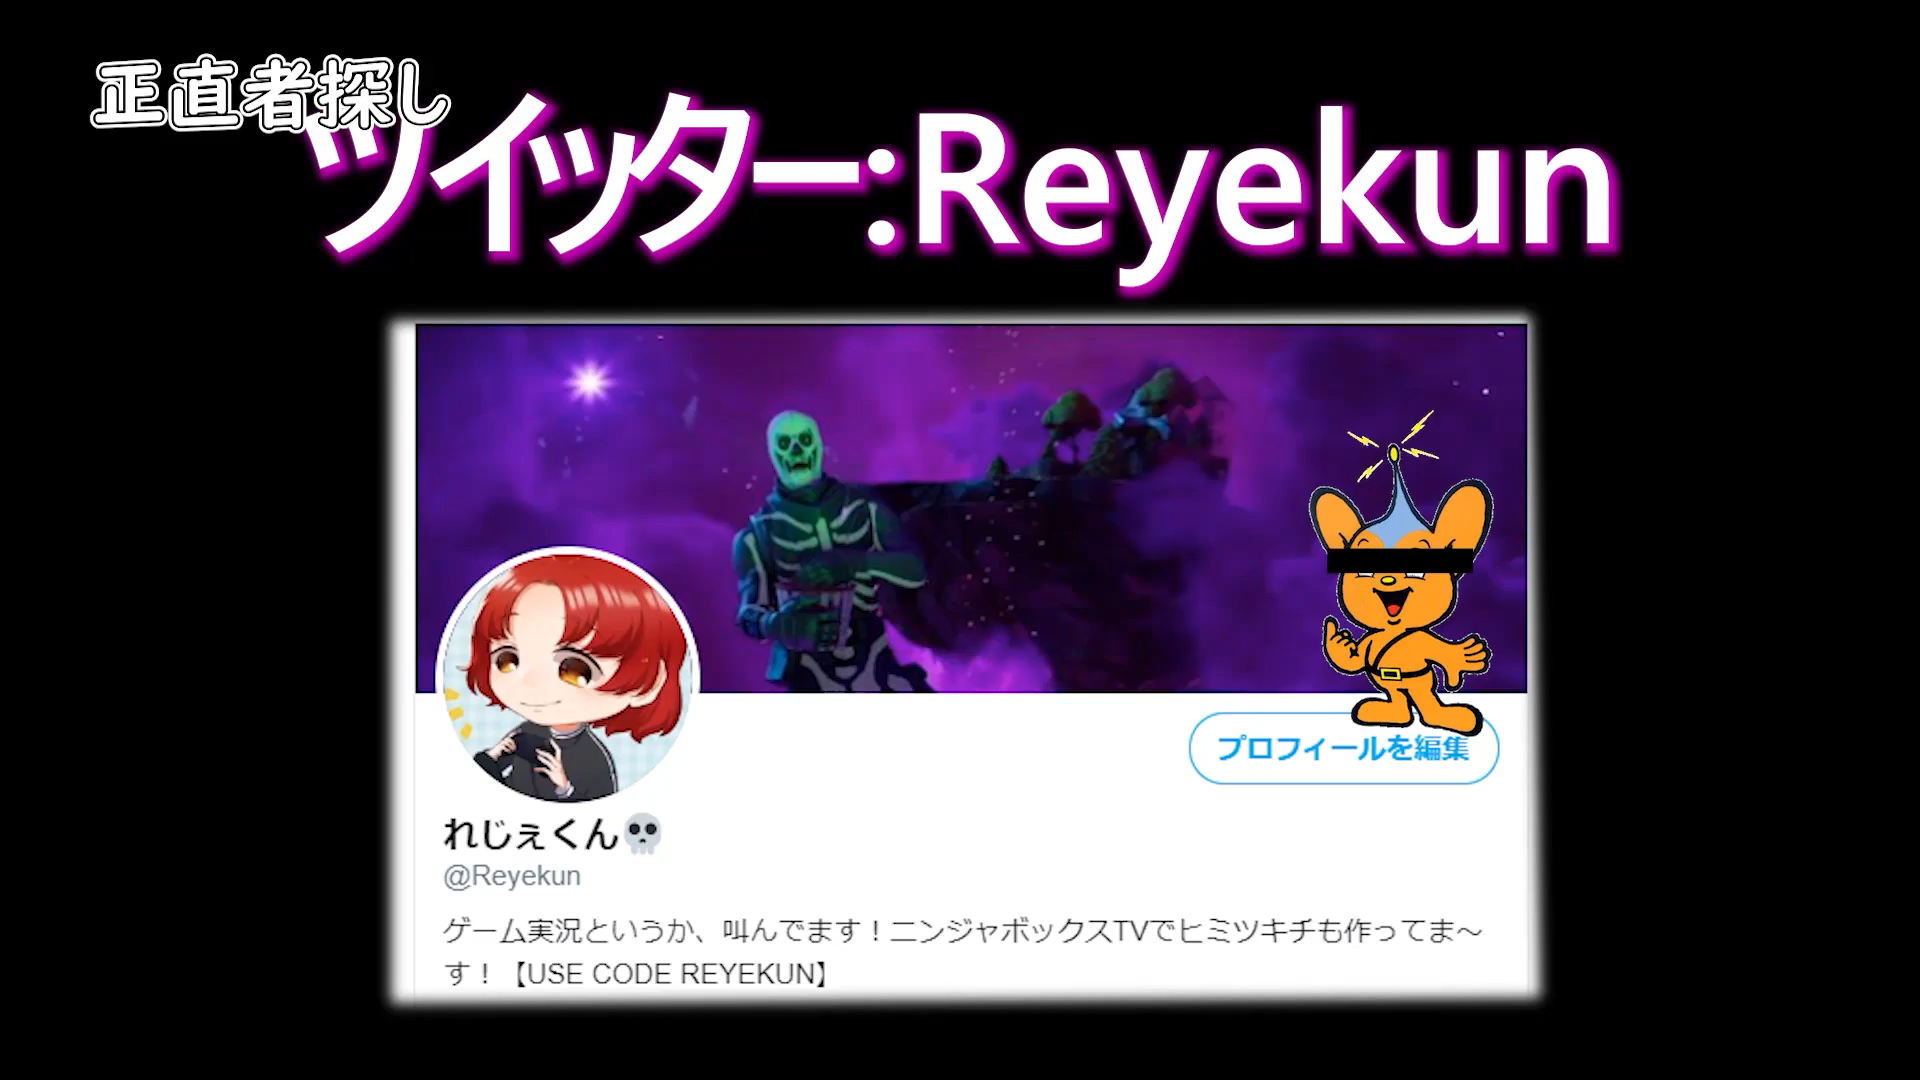 正直者探し
ツイッター:Reyekun
プロフィールを編集
れじぇくん💀
@Reyekun
ゲーム実況というか、叫んでます！ニンジャボックスTVでヒミツキチも作ってま～
す！【USE CODE REYEKUN】